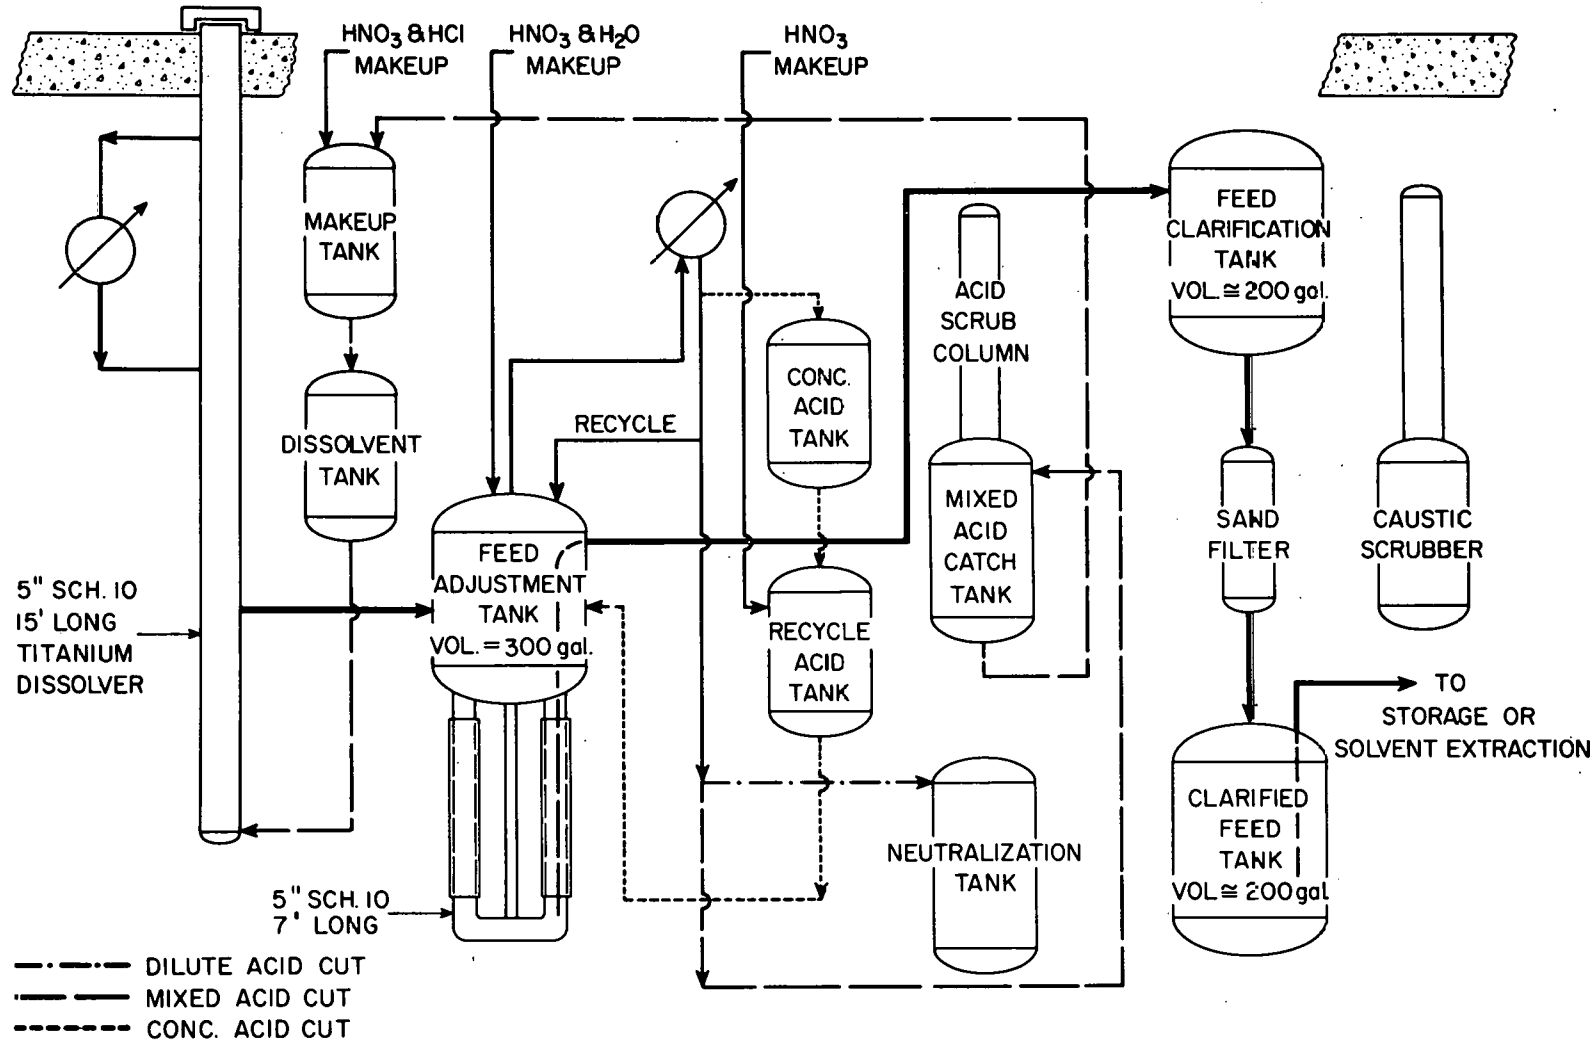 HNO₃ & HCl
MAKEUP
HNO₃ & H₂O
MAKEUP
HNO₃
MAKEUP
MAKEUP
TANK
DISSOLVENT
TANK
RECYCLE
FEED
ADJUSTMENT
TANK
VOL. = 300 gal.
CONC.
ACID
TANK
RECYCLE
ACID
TANK
ACID
SCRUB
COLUMN
MIXED
ACID
CATCH
TANK
NEUTRALIZATION
TANK
FEED
CLARIFICATION
TANK
VOL. ≅ 200 gal.
SAND
FILTER
CAUSTIC
SCRUBBER
TO
STORAGE OR
SOLVENT EXTRACTION
CLARIFIED
FEED
TANK
VOL ≅ 200 gal
5" SCH. 10
15' LONG
TITANIUM
DISSOLVER
5" SCH. 10
7' LONG
DILUTE ACID CUT
MIXED ACID CUT
CONC. ACID CUT